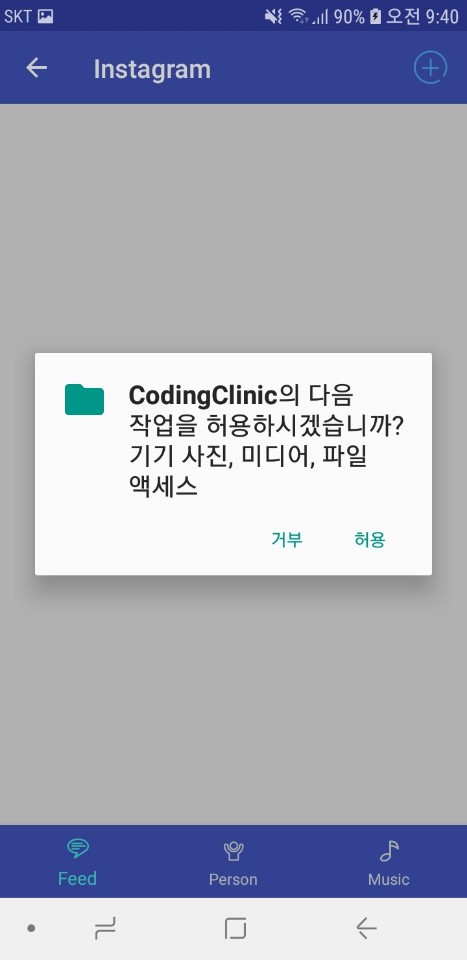 SKT 90% 오전 9:40
Instagram
CodingClinic의 다음
작업을 허용하시겠습니까?
기기 사진, 미디어, 파일
액세스
거부 허용
Feed Person Music